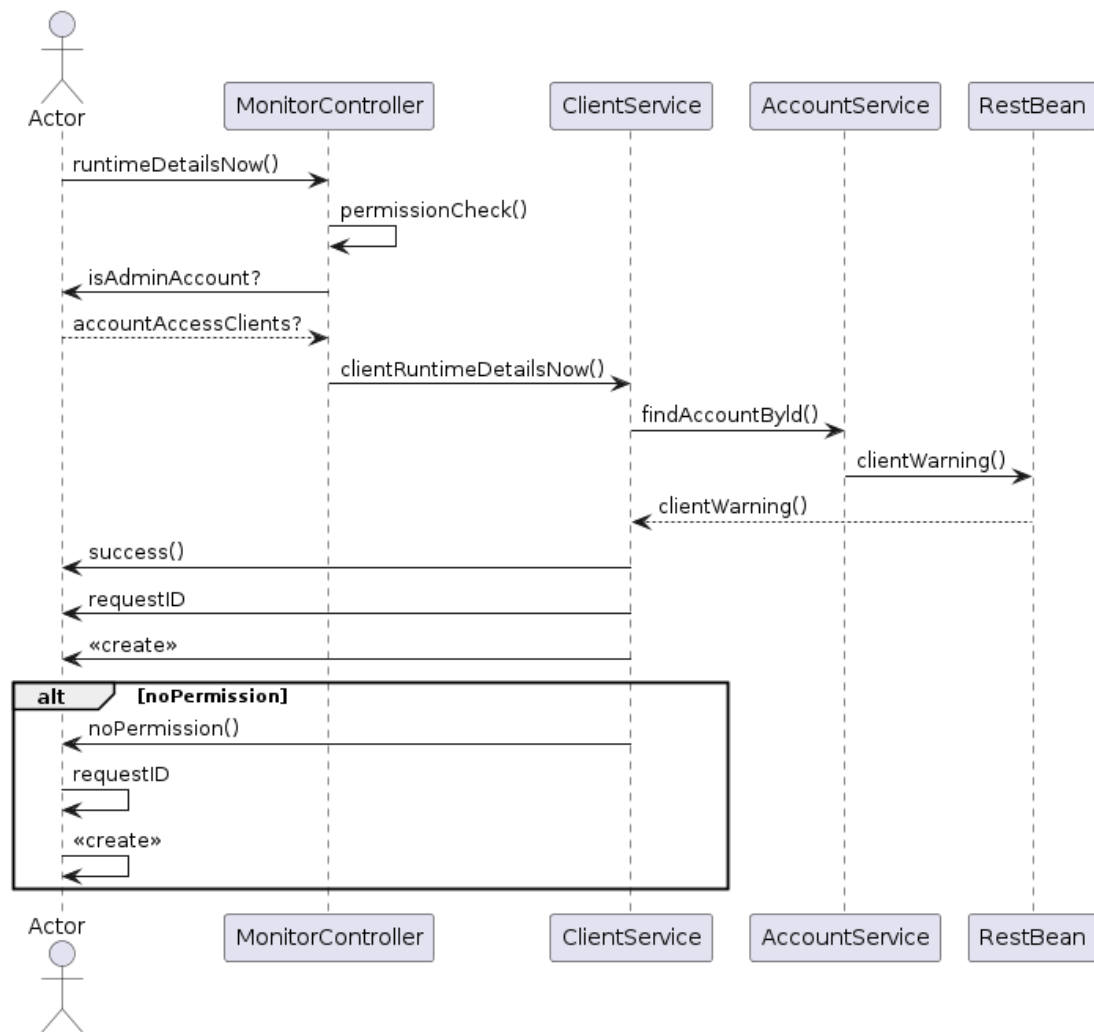 Actor
MonitorController
ClientService
AccountService
RestBean
runtimeDetailsNow()
permissionCheck()
isAdminAccount?
accountAccessClients?
clientRuntimeDetailsNow()
findAccountByld()
clientWarning()
clientWarning()
success()
requestID
«create»
alt [noPermission]
noPermission()
requestID
«create»
Actor
MonitorController
ClientService
AccountService
RestBean